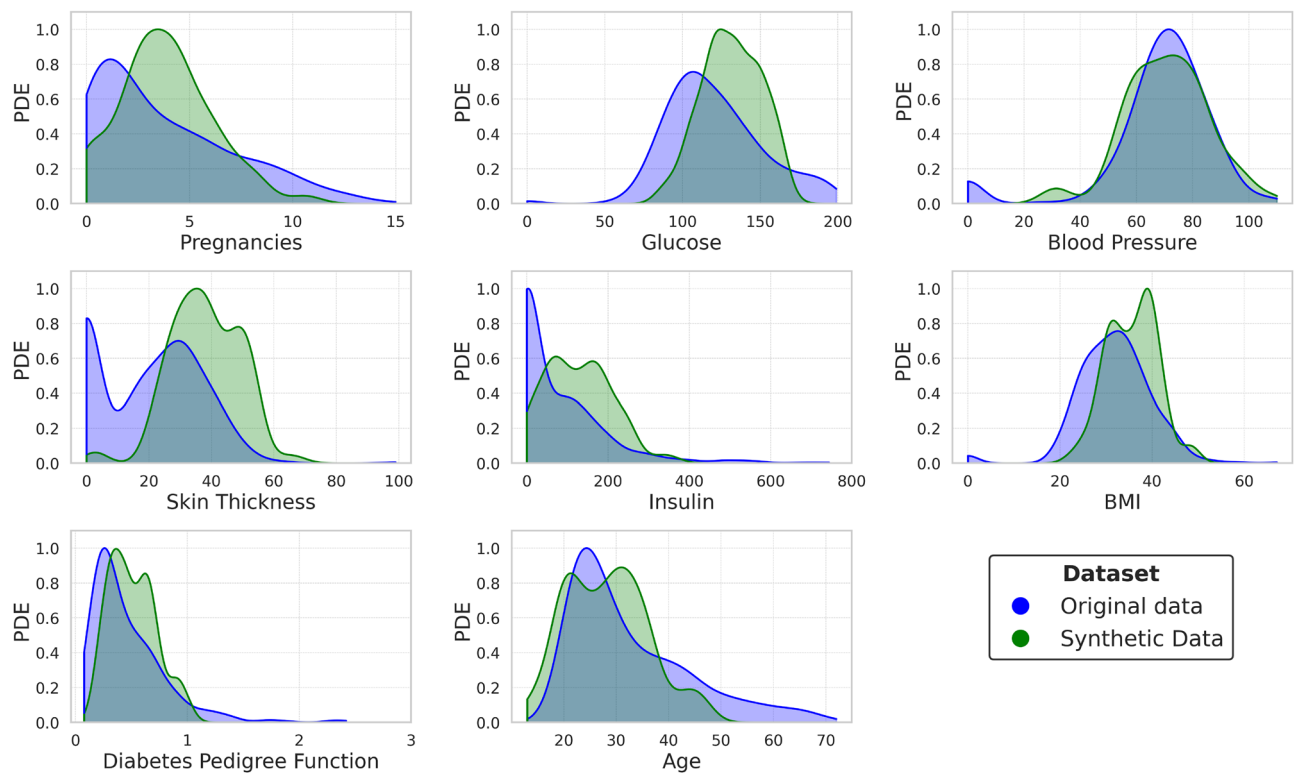 1.0
0.8
0.6
0.4
0.2
0.0
PDE
0 5 10 15
Pregnancies
1.0
0.8
0.6
0.4
0.2
0.0
PDE
0 50 100 150 200
Glucose
1.0
0.8
0.6
0.4
0.2
0.0
PDE
0 20 40 60 80 100
Blood Pressure
1.0
0.8
0.6
0.4
0.2
0.0
PDE
0 20 40 60 80 100
Skin Thickness
1.0
0.8
0.6
0.4
0.2
0.0
PDE
0 200 400 600 800
Insulin
1.0
0.8
0.6
0.4
0.2
0.0
PDE
0 20 40 60
BMI
1.0
0.8
0.6
0.4
0.2
0.0
PDE
0 1 2 3
Diabetes Pedigree Function
1.0
0.8
0.6
0.4
0.2
0.0
PDE
20 30 40 50 60 70
Age
Dataset
Original data
Synthetic Data